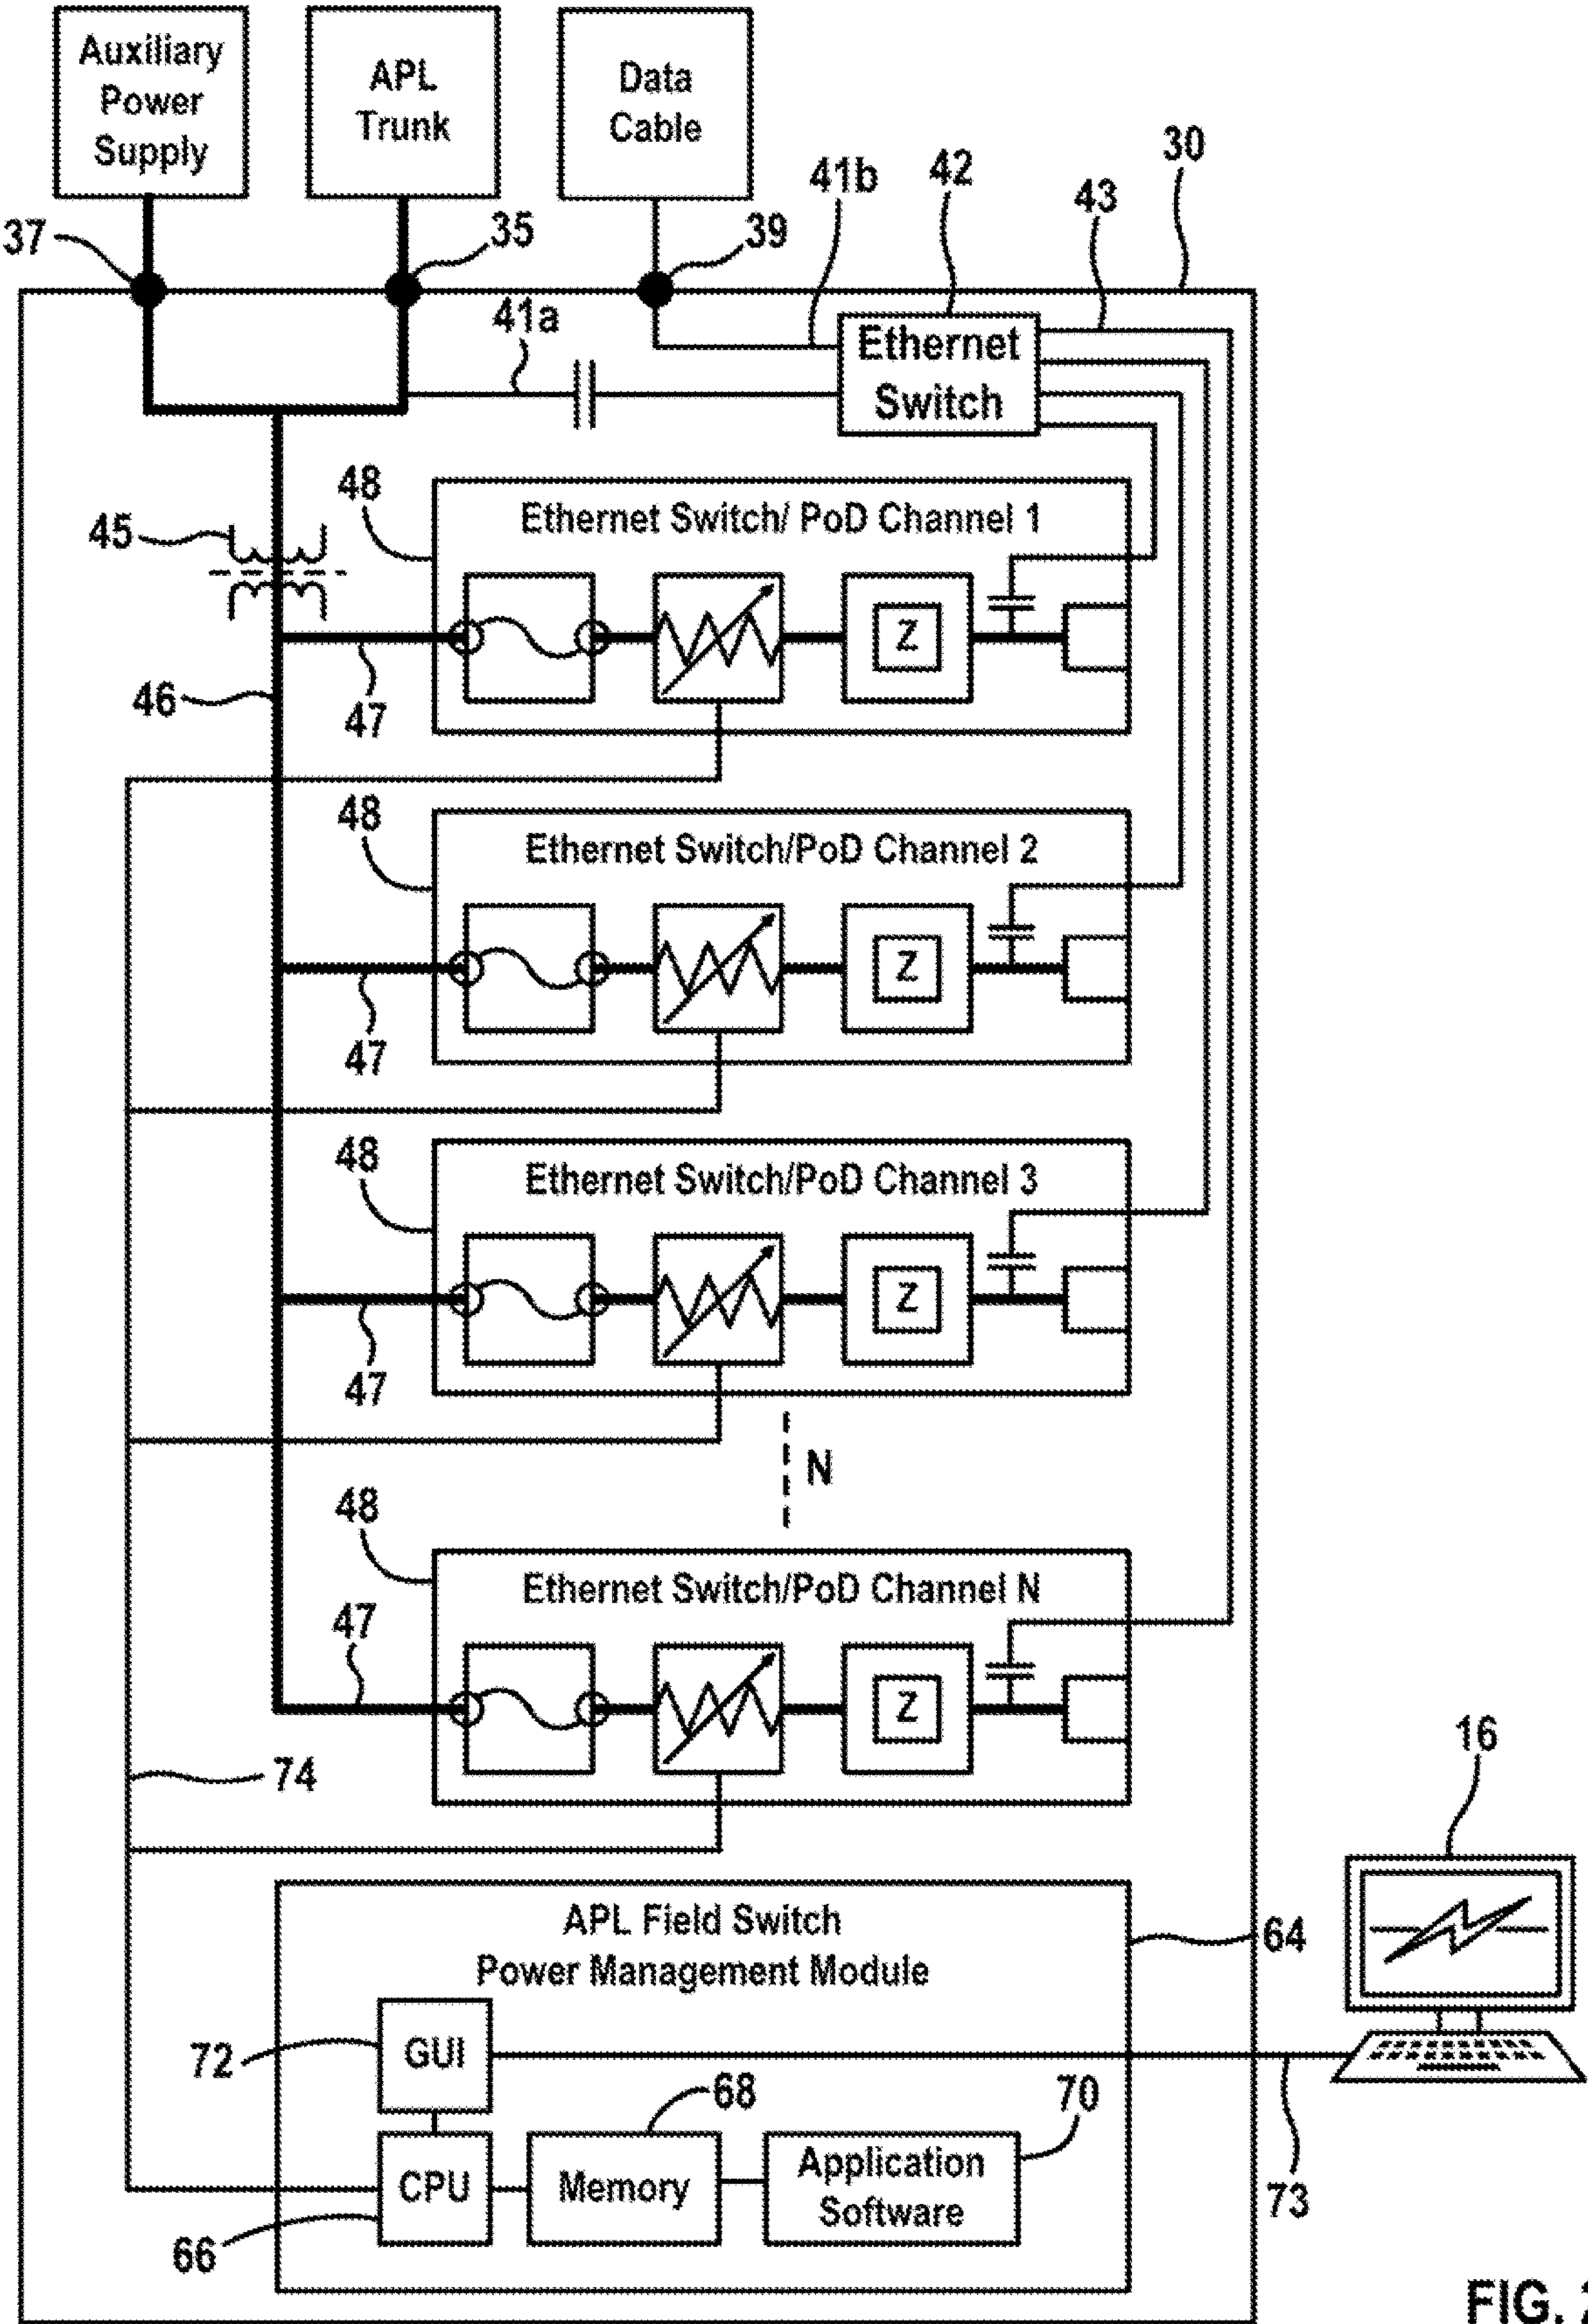 Auxiliary
Power
Supply
APL
Trunk
Data
Cable
37
35
39
41b
42
43
30
41a
Ethernet
Switch
48
Ethernet Switch/ PoD Channel 1
45
Z
46
47
48
Ethernet Switch/PoD Channel 2
Z
47
48
Ethernet Switch/PoD Channel 3
Z
47
N
48
Ethernet Switch/PoD Channel N
47
Z
74
16
APL Field Switch
Power Management Module
64
72
GUI
68
70
CPU
Memory
Application
Software
66
73
FIG. 2